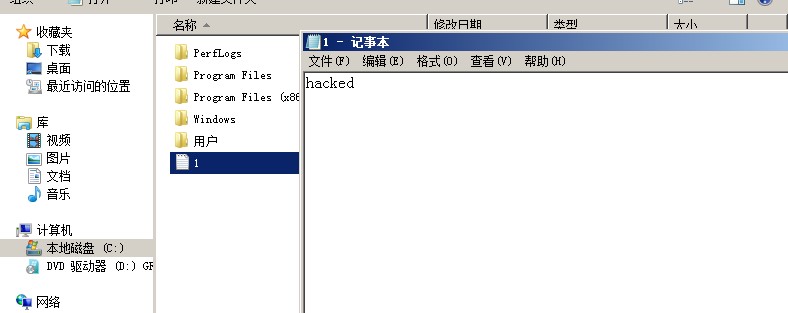 打开
打印
新建文件夹
名称
修改日期
类型
大小
收藏夹
下载
桌面
最近访问的位置
库
视频
图片
文档
音乐
计算机
本地磁盘 (C:)
DVD 驱动器 (D:) GR
网络
PerfLogs
Program Files
Program Files (x86
Windows
用户
1
1 - 记事本
文件(F) 编辑(E) 格式(O) 查看(V) 帮助(H)
hacked